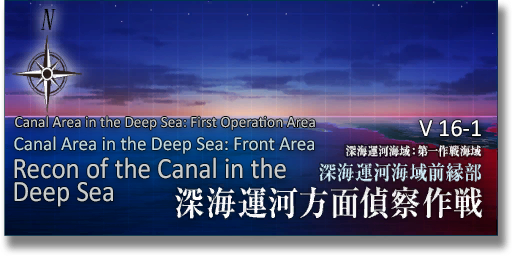 N
Canal Area in the Deep Sea: First Operation Area
Canal Area in the Deep Sea: Front Area
Recon of the Canal in the
Deep Sea
V 16-1
深海運河海域：第一作戦海域
深海運河海域前縁部
深海運河方面偵察作戦